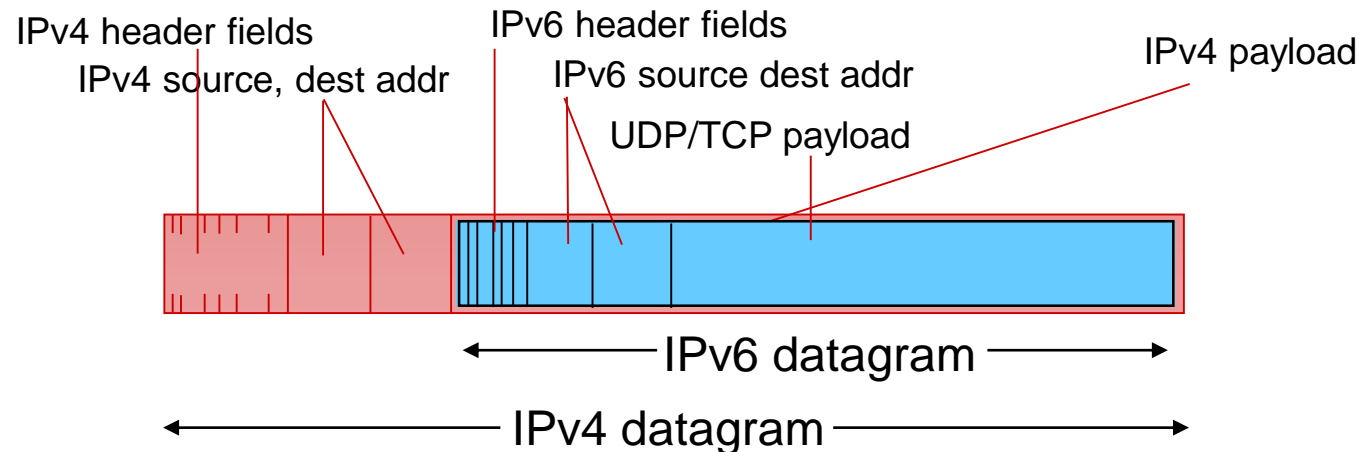 IPv4 header fields
IPv6 header fields
IPv4 payload
IPv4 source, dest addr
IPv6 source dest addr
UDP/TCP payload
IPv6 datagram
IPv4 datagram